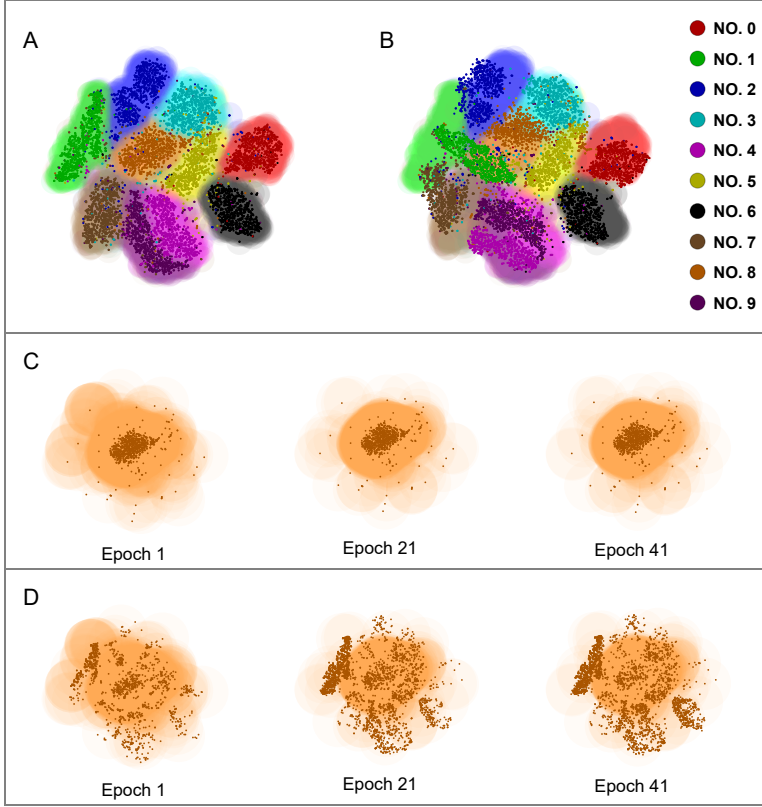 A
B
NO. 0
NO. 1
NO. 2
NO. 3
NO. 4
NO. 5
NO. 6
NO. 7
NO. 8
NO. 9
C
Epoch 1
Epoch 21
Epoch 41
D
Epoch 1
Epoch 21
Epoch 41